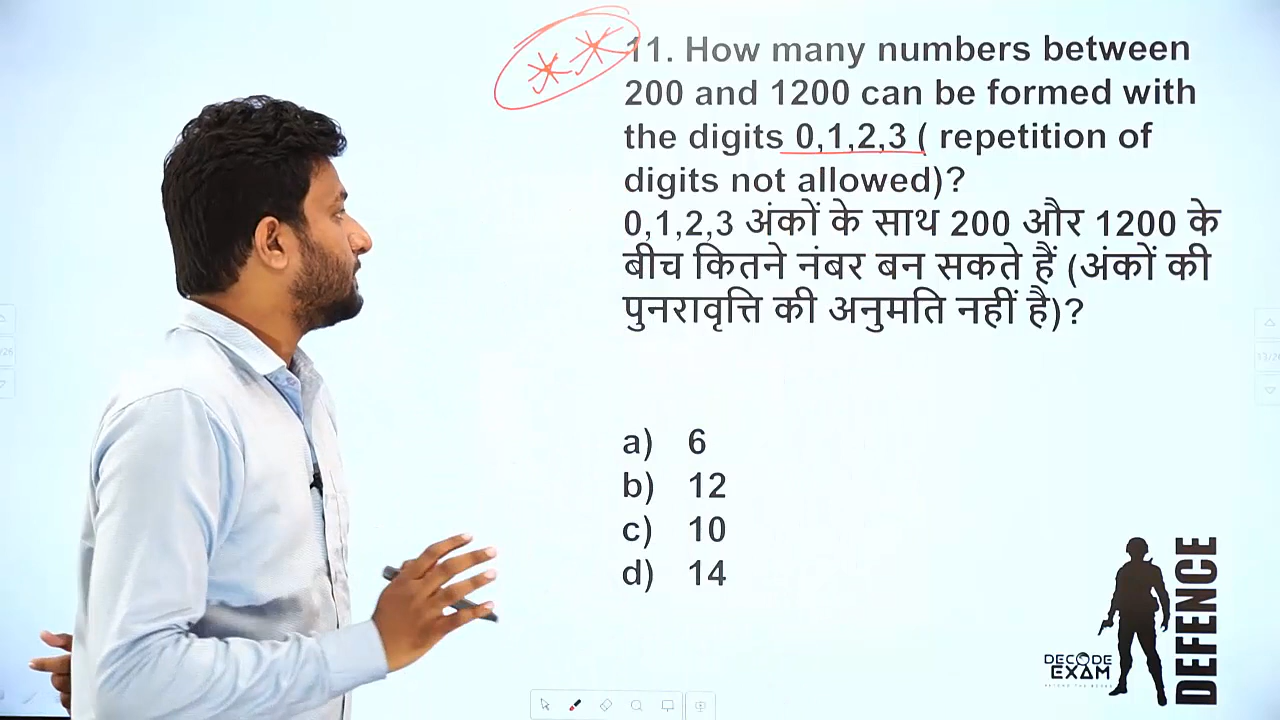 11. How many numbers between
200 and 1200 can be formed with
the digits 0,1,2,3 ( repetition of
digits not allowed)?
0,1,2,3 अंकों के साथ 200 और 1200 के
बीच कितने नंबर बन सकते हैं (अंकों की
पुनरावृत्ति की अनुमति नहीं है)?
a) 6
b) 12
c) 10
d) 14
DECODE
EXAM
DEFENCE